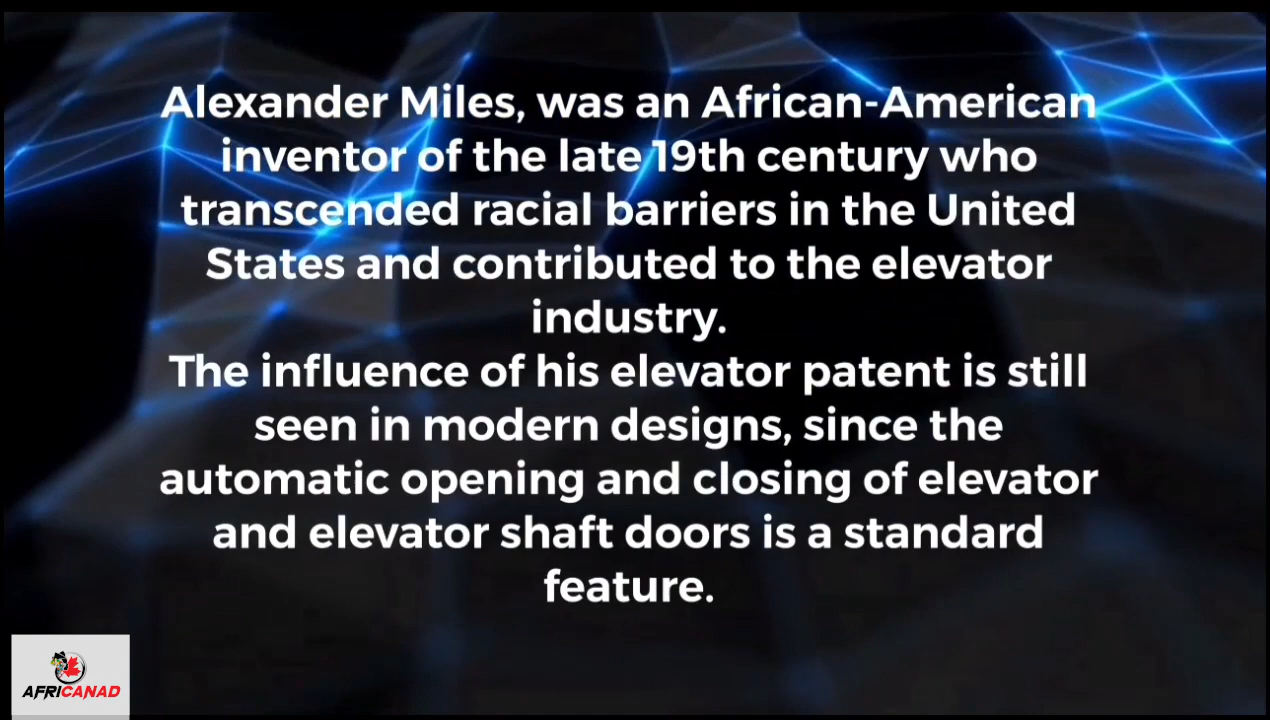 Alexander Miles, was an African-American
inventor of the late 19th century who
transcended racial barriers in the United
States and contributed to the elevator
industry.
The influence of his elevator patent is still
seen in modern designs, since the
automatic opening and closing of elevator
and elevator shaft doors is a standard
feature.
AFRICANAD